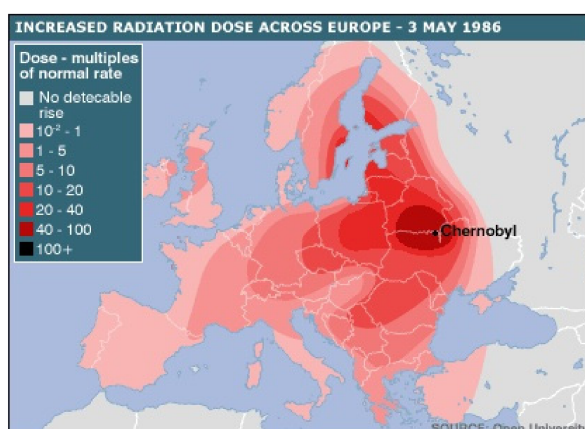 INCREASED RADIATION DOSE ACROSS EUROPE - 3 MAY 1986
Dose - multiples
of normal rate
No detecable
rise
10-² - 1
1 - 5
5 - 10
10 - 20
20 - 40
40 - 100
100+
Chernobyl
SOURCE: Open Universit